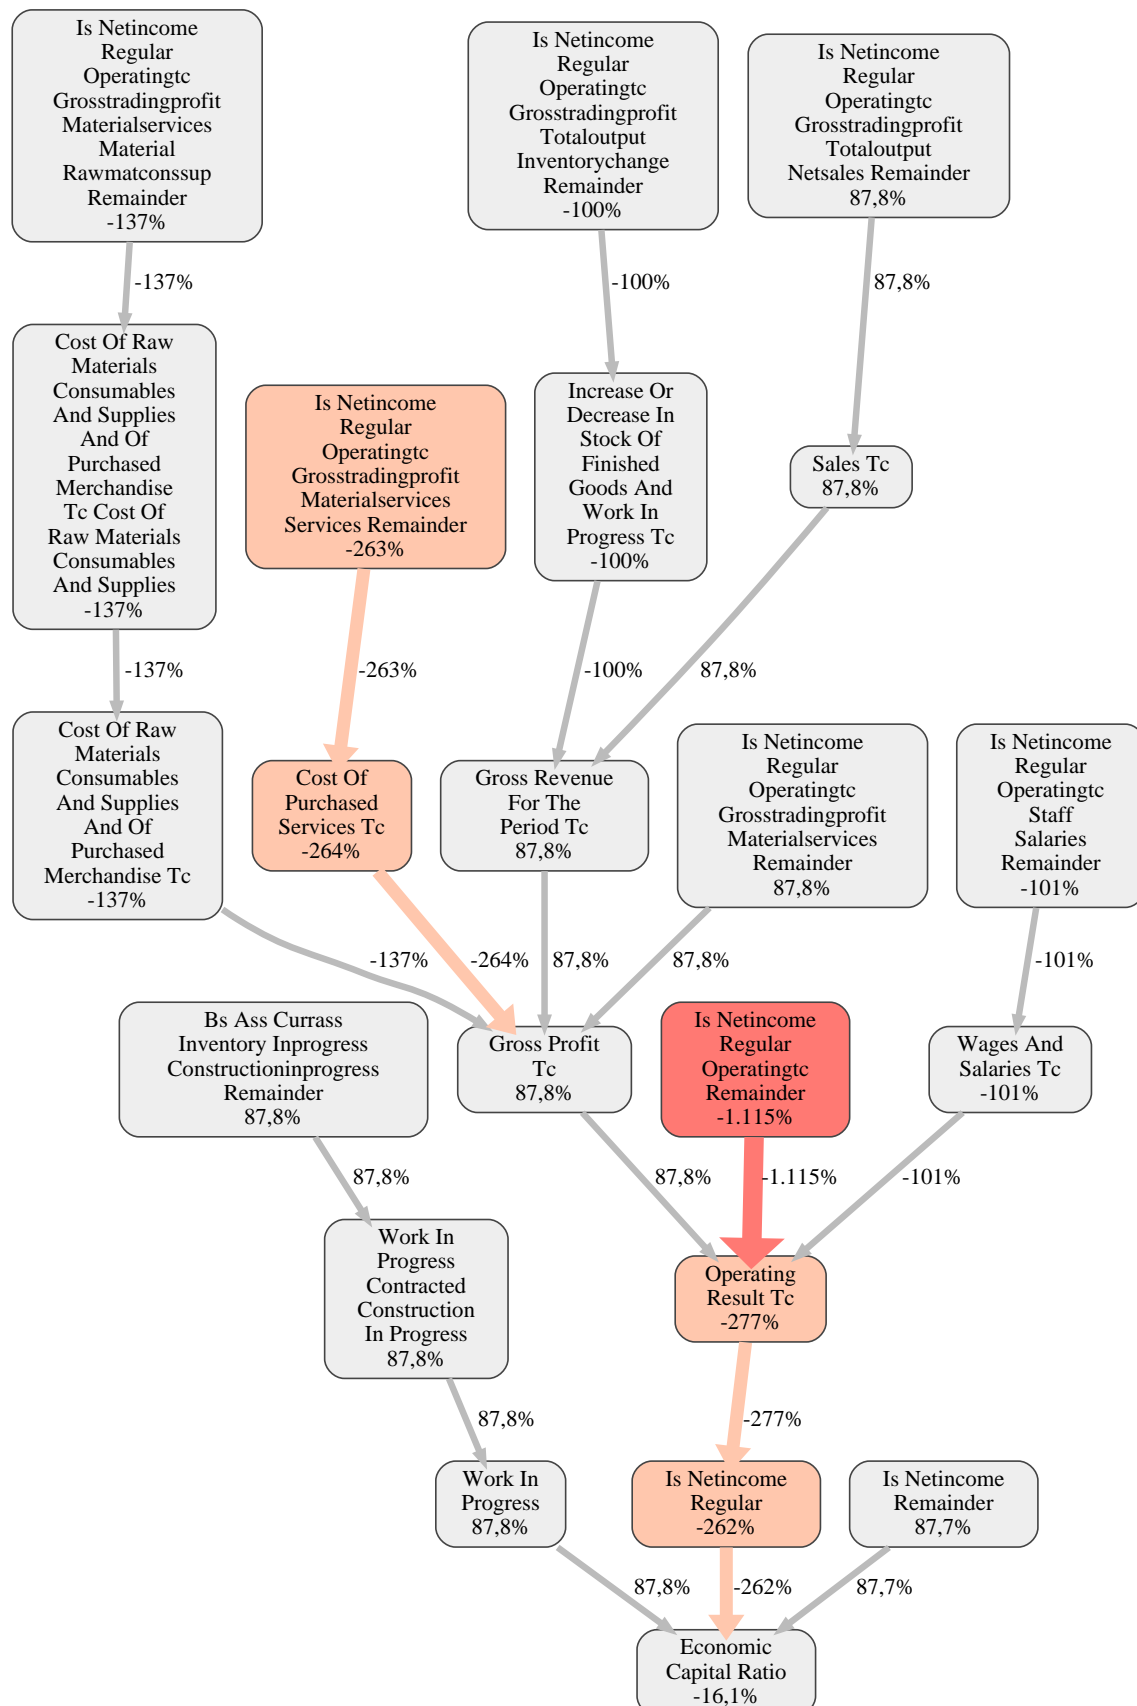 Is Netincome
Regular
Operatingtc
Grosstradingprofit
Materialservices
Material
Rawmatconssup
Remainder
-137%
Is Netincome
Regular
Operatingtc
Grosstradingprofit
Totaloutput
Inventorychange
Remainder
-100%
Is Netincome
Regular
Operatingtc
Grosstradingprofit
Totaloutput
Netsales Remainder
87,8%
-137%
-100%
87,8%
Cost Of Raw
Materials
Consumables
And Supplies
And Of
Purchased
Merchandise
Tc Cost Of
Raw Materials
Consumables
And Supplies
-137%
Is Netincome
Regular
Operatingtc
Grosstradingprofit
Materialservices
Services Remainder
-263%
Increase Or
Decrease In
Stock Of
Finished
Goods And
Work In
Progress Tc
-100%
Sales Tc
87,8%
-137%
-263%
-100%
87,8%
Cost Of Raw
Materials
Consumables
And Supplies
And Of
Purchased
Merchandise Tc
-137%
Cost Of
Purchased
Services Tc
-264%
Gross Revenue
For The
Period Tc
87,8%
Is Netincome
Regular
Operatingtc
Grosstradingprofit
Materialservices
Remainder
87,8%
Is Netincome
Regular
Operatingtc
Staff
Salaries
Remainder
-101%
-137%
-264%
87,8%
87,8%
-101%
Bs Ass Currass
Inventory Inprogress
Constructioninprogress
Remainder
87,8%
Gross Profit
Tc
87,8%
Is Netincome
Regular
Operatingtc
Remainder
-1.115%
Wages And
Salaries Tc
-101%
87,8%
87,8%
-1.115%
-101%
Work In
Progress
Contracted
Construction
In Progress
87,8%
Operating
Result Tc
-277%
87,8%
-277%
Work In
Progress
87,8%
Is Netincome
Regular
-262%
Is Netincome
Remainder
87,7%
87,8%
-262%
87,7%
Economic
Capital Ratio
-16,1%